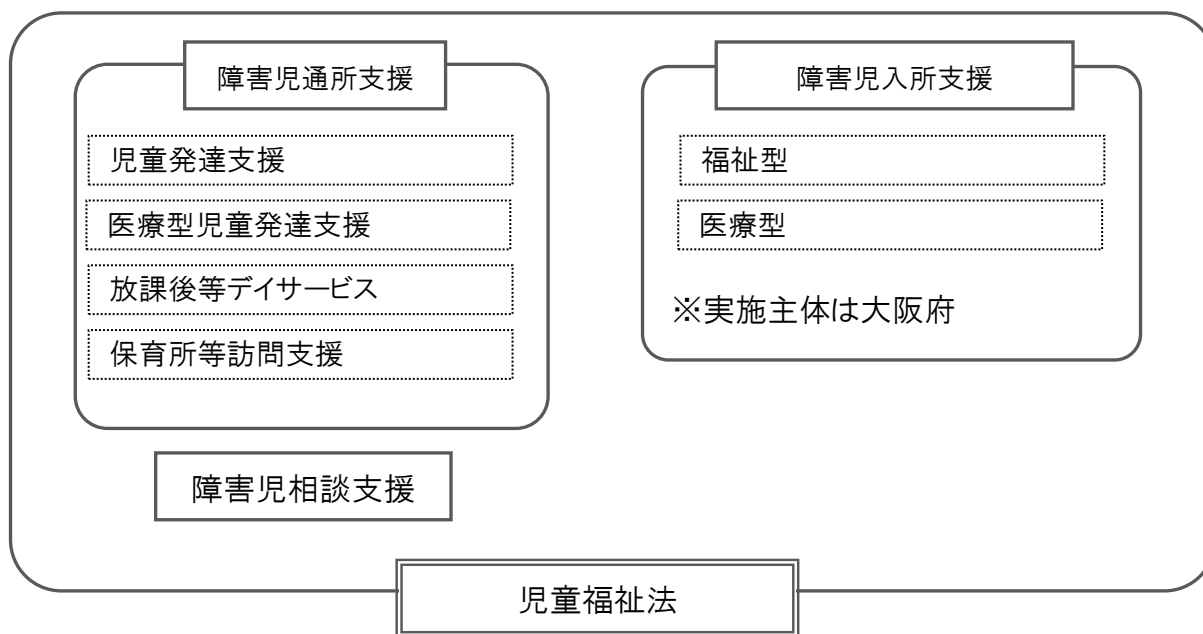 障害児通所支援
児童発達支援
医療型児童発達支援
放課後等デイサービス
保育所等訪問支援
障害児入所支援
福祉型
医療型
※実施主体は大阪府
障害児相談支援
児童福祉法